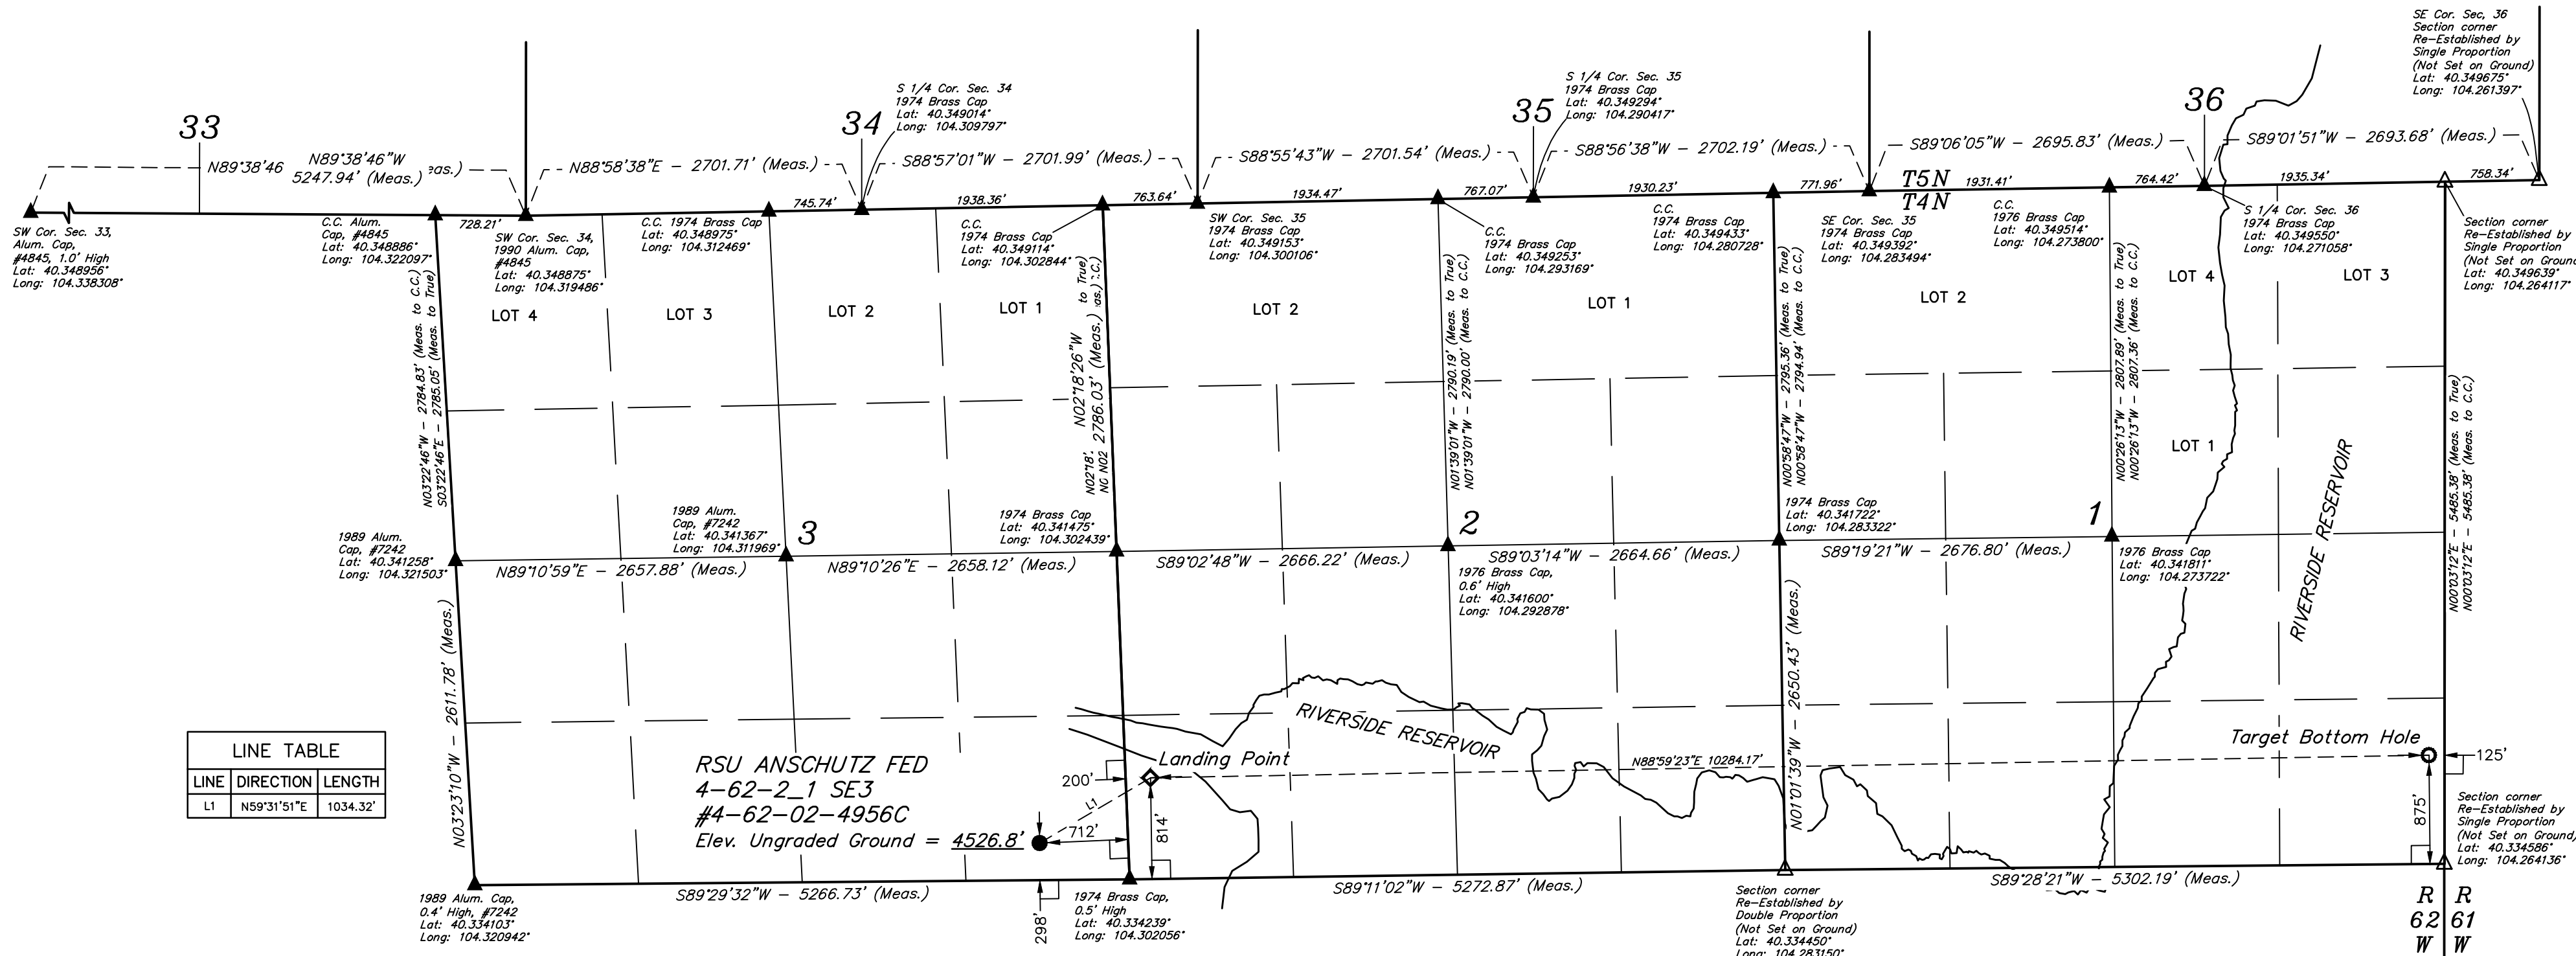 SE Cor. Sec, 36
Section corner
Re-Established by
Single Proportion
(Not Set on Ground)
Lat: 40.349675°
Long: 104.261397°
S 1/4 Cor. Sec. 34
1974 Brass Cap
Lat: 40.349014°
Long: 104.309797°
S 1/4 Cor. Sec. 35
1974 Brass Cap
Lat: 40.349294°
Long: 104.290417°
33
34
35
36
N89°38'46
N89°38'46"W
5247.94' (Meas.)
N88°58'38"E - 2701.71' (Meas.)
S88°57'01"W - 2701.99' (Meas.)
S88°55'43"W - 2701.54' (Meas.)
S88°56'38"W - 2702.19' (Meas.)
S89°06'05"W - 2695.83' (Meas.)
S89°01'51"W - 2693.68' (Meas.)
728.21'
745.74'
1938.36'
763.64'
1934.47'
767.07'
1930.23'
771.96'
T5N
T4N
1931.41'
764.42'
1935.34'
758.34'
SW Cor. Sec. 33,
Alum. Cap,
#4845, 1.0' High
Lat: 40.348956°
Long: 104.338308°
C.C. Alum.
Cap, #4845
Lat: 40.348886°
Long: 104.322097°
SW Cor. Sec. 34,
1990 Alum. Cap,
#4845
Lat: 40.348875°
Long: 104.319486°
C.C. 1974 Brass Cap
Lat: 40.348975°
Long: 104.312469°
C.C.
1974 Brass Cap
Lat: 40.349114°
Long: 104.302844°
SW Cor. Sec. 35
1974 Brass Cap
Lat: 40.349153°
Long: 104.300106°
C.C.
1974 Brass Cap
Lat: 40.349253°
Long: 104.293169°
C.C.
1974 Brass Cap
Lat: 40.349433°
Long: 104.280728°
SE Cor. Sec. 35
1974 Brass Cap
Lat: 40.349392°
Long: 104.283494°
C.C.
1976 Brass Cap
Lat: 40.349514°
Long: 104.273800°
S 1/4 Cor. Sec. 36
1974 Brass Cap
Lat: 40.349550°
Long: 104.271058°
Section corner
Re-Established by
Single Proportion
(Not Set on Ground
Lat: 40.349639°
Long: 104.264117°
LOT 4
LOT 3
LOT 2
LOT 1
LOT 2
LOT 1
LOT 2
LOT 4
LOT 3
LOT 1
N03°22'46"W - 2784.83' (Meas. to C.C.)
S03°22'46"E - 2785.05' (Meas. to True)
N02°18'26"W
2786.03' (Meas.)
N01°39'01"W - 2790.19' (Meas. to True)
N01°39'01"W - 2790.00' (Meas. to C.C.)
N00°58'47"W - 2795.36' (Meas. to True)
N00°58'47"W - 2794.94' (Meas. to C.C.)
N00°26'13"W - 2807.89' (Meas. to True)
N00°26'13"W - 2807.36' (Meas. to C.C.)
N00°03'12"E - 5485.38' (Meas. to True)
N00°03'12"E - 5485.38' (Meas. to C.C.)
RIVERSIDE RESERVOIR
1989 Alum.
Cap, #7242
Lat: 40.341258°
Long: 104.321503°
1989 Alum.
Cap, #7242
Lat: 40.341367°
Long: 104.311969°
3
1974 Brass Cap
Lat: 40.341475°
Long: 104.302439°
2
1976 Brass Cap,
0.6' High
Lat: 40.341600°
Long: 104.292878°
1974 Brass Cap
Lat: 40.341722°
Long: 104.283322°
1
1976 Brass Cap
Lat: 40.341811°
Long: 104.273722°
N89°10'59"E - 2657.88' (Meas.)
N89°10'26"E - 2658.12' (Meas.)
S89°02'48"W - 2666.22' (Meas.)
S89°03'14"W - 2664.66' (Meas.)
S89°19'21"W - 2676.80' (Meas.)
N03°23'10"W - 2611.78' (Meas.)
N01°01'39"W - 2650.43' (Meas.)
LINE TABLE
LINE DIRECTION LENGTH
L1 N59°31'51"E 1034.32'
RSU ANSCHUTZ FED
4-62-2_1 SE3
#4-62-02-4956C
Elev. Ungraded Ground = 4526.8'
Landing Point
RIVERSIDE RESERVOIR
N88°59'23"E 10284.17'
Target Bottom Hole
125'
200'
L1
712'
814'
875'
298'
S89°29'32"W - 5266.73' (Meas.)
S89°11'02"W - 5272.87' (Meas.)
S89°28'21"W - 5302.19' (Meas.)
1989 Alum. Cap,
0.4' High, #7242
Lat: 40.334103°
Long: 104.320942°
1974 Brass Cap,
0.5' High
Lat: 40.334239°
Long: 104.302056°
Section corner
Re-Established by
Double Proportion
(Not Set on Ground)
Lat: 40.334450°
Long: 104.283150°
Section corner
Re-Established by
Single Proportion
(Not Set on Ground)
Lat: 40.334586°
Long: 104.264136°
R R
62 61
W W